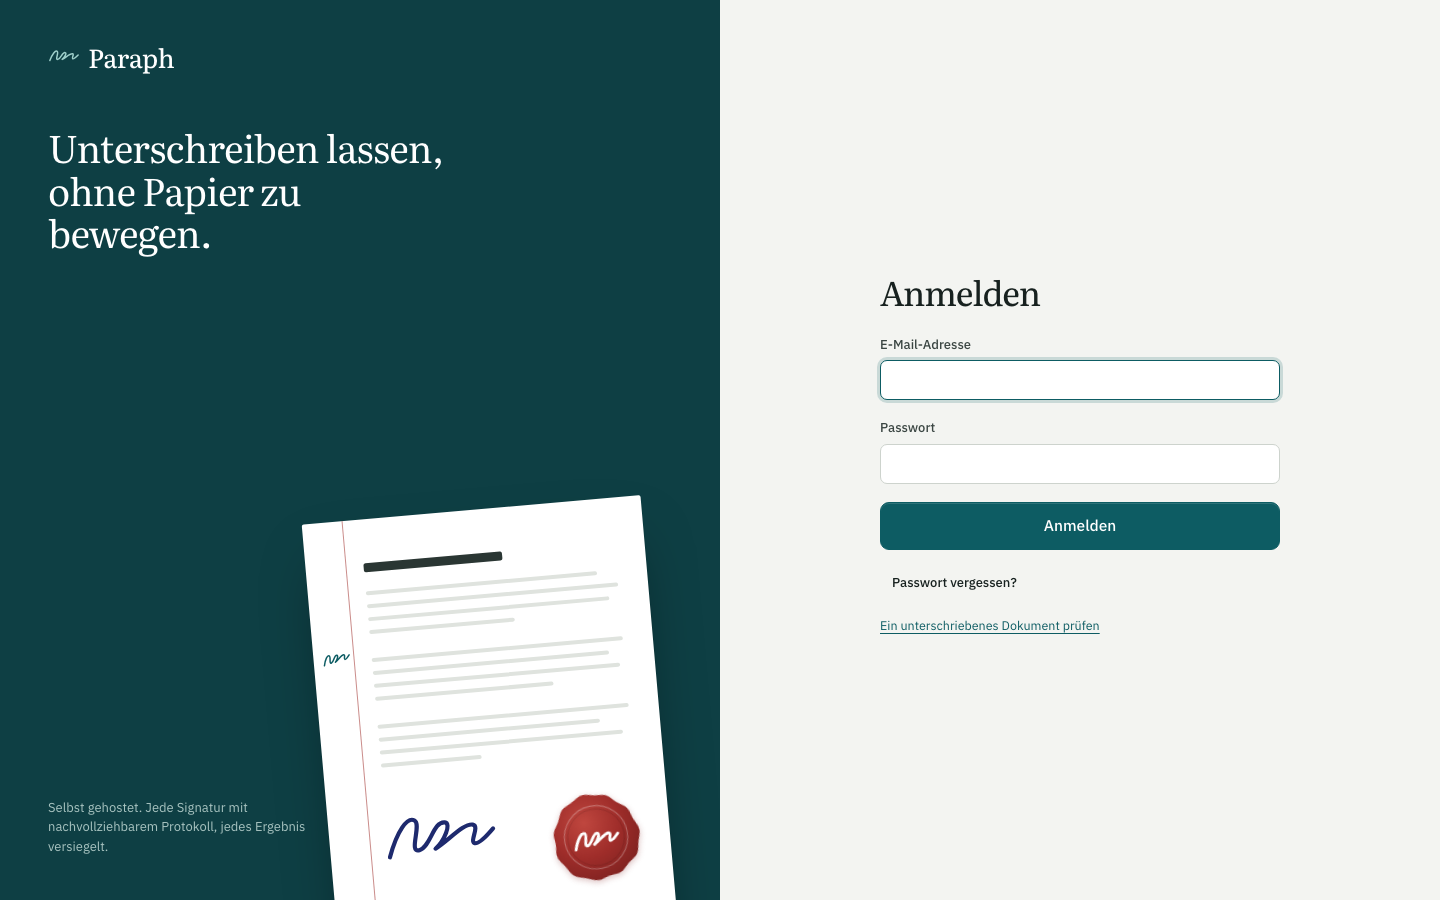 Paraph
Unterschreiben lassen,
ohne Papier zu
bewegen.
Selbst gehostet. Jede Signatur mit
nachvollziehbarem Protokoll, jedes Ergebnis
versiegelt.
Anmelden
E-Mail-Adresse
Passwort
Anmelden
Passwort vergessen?
Ein unterschriebenes Dokument prüfen